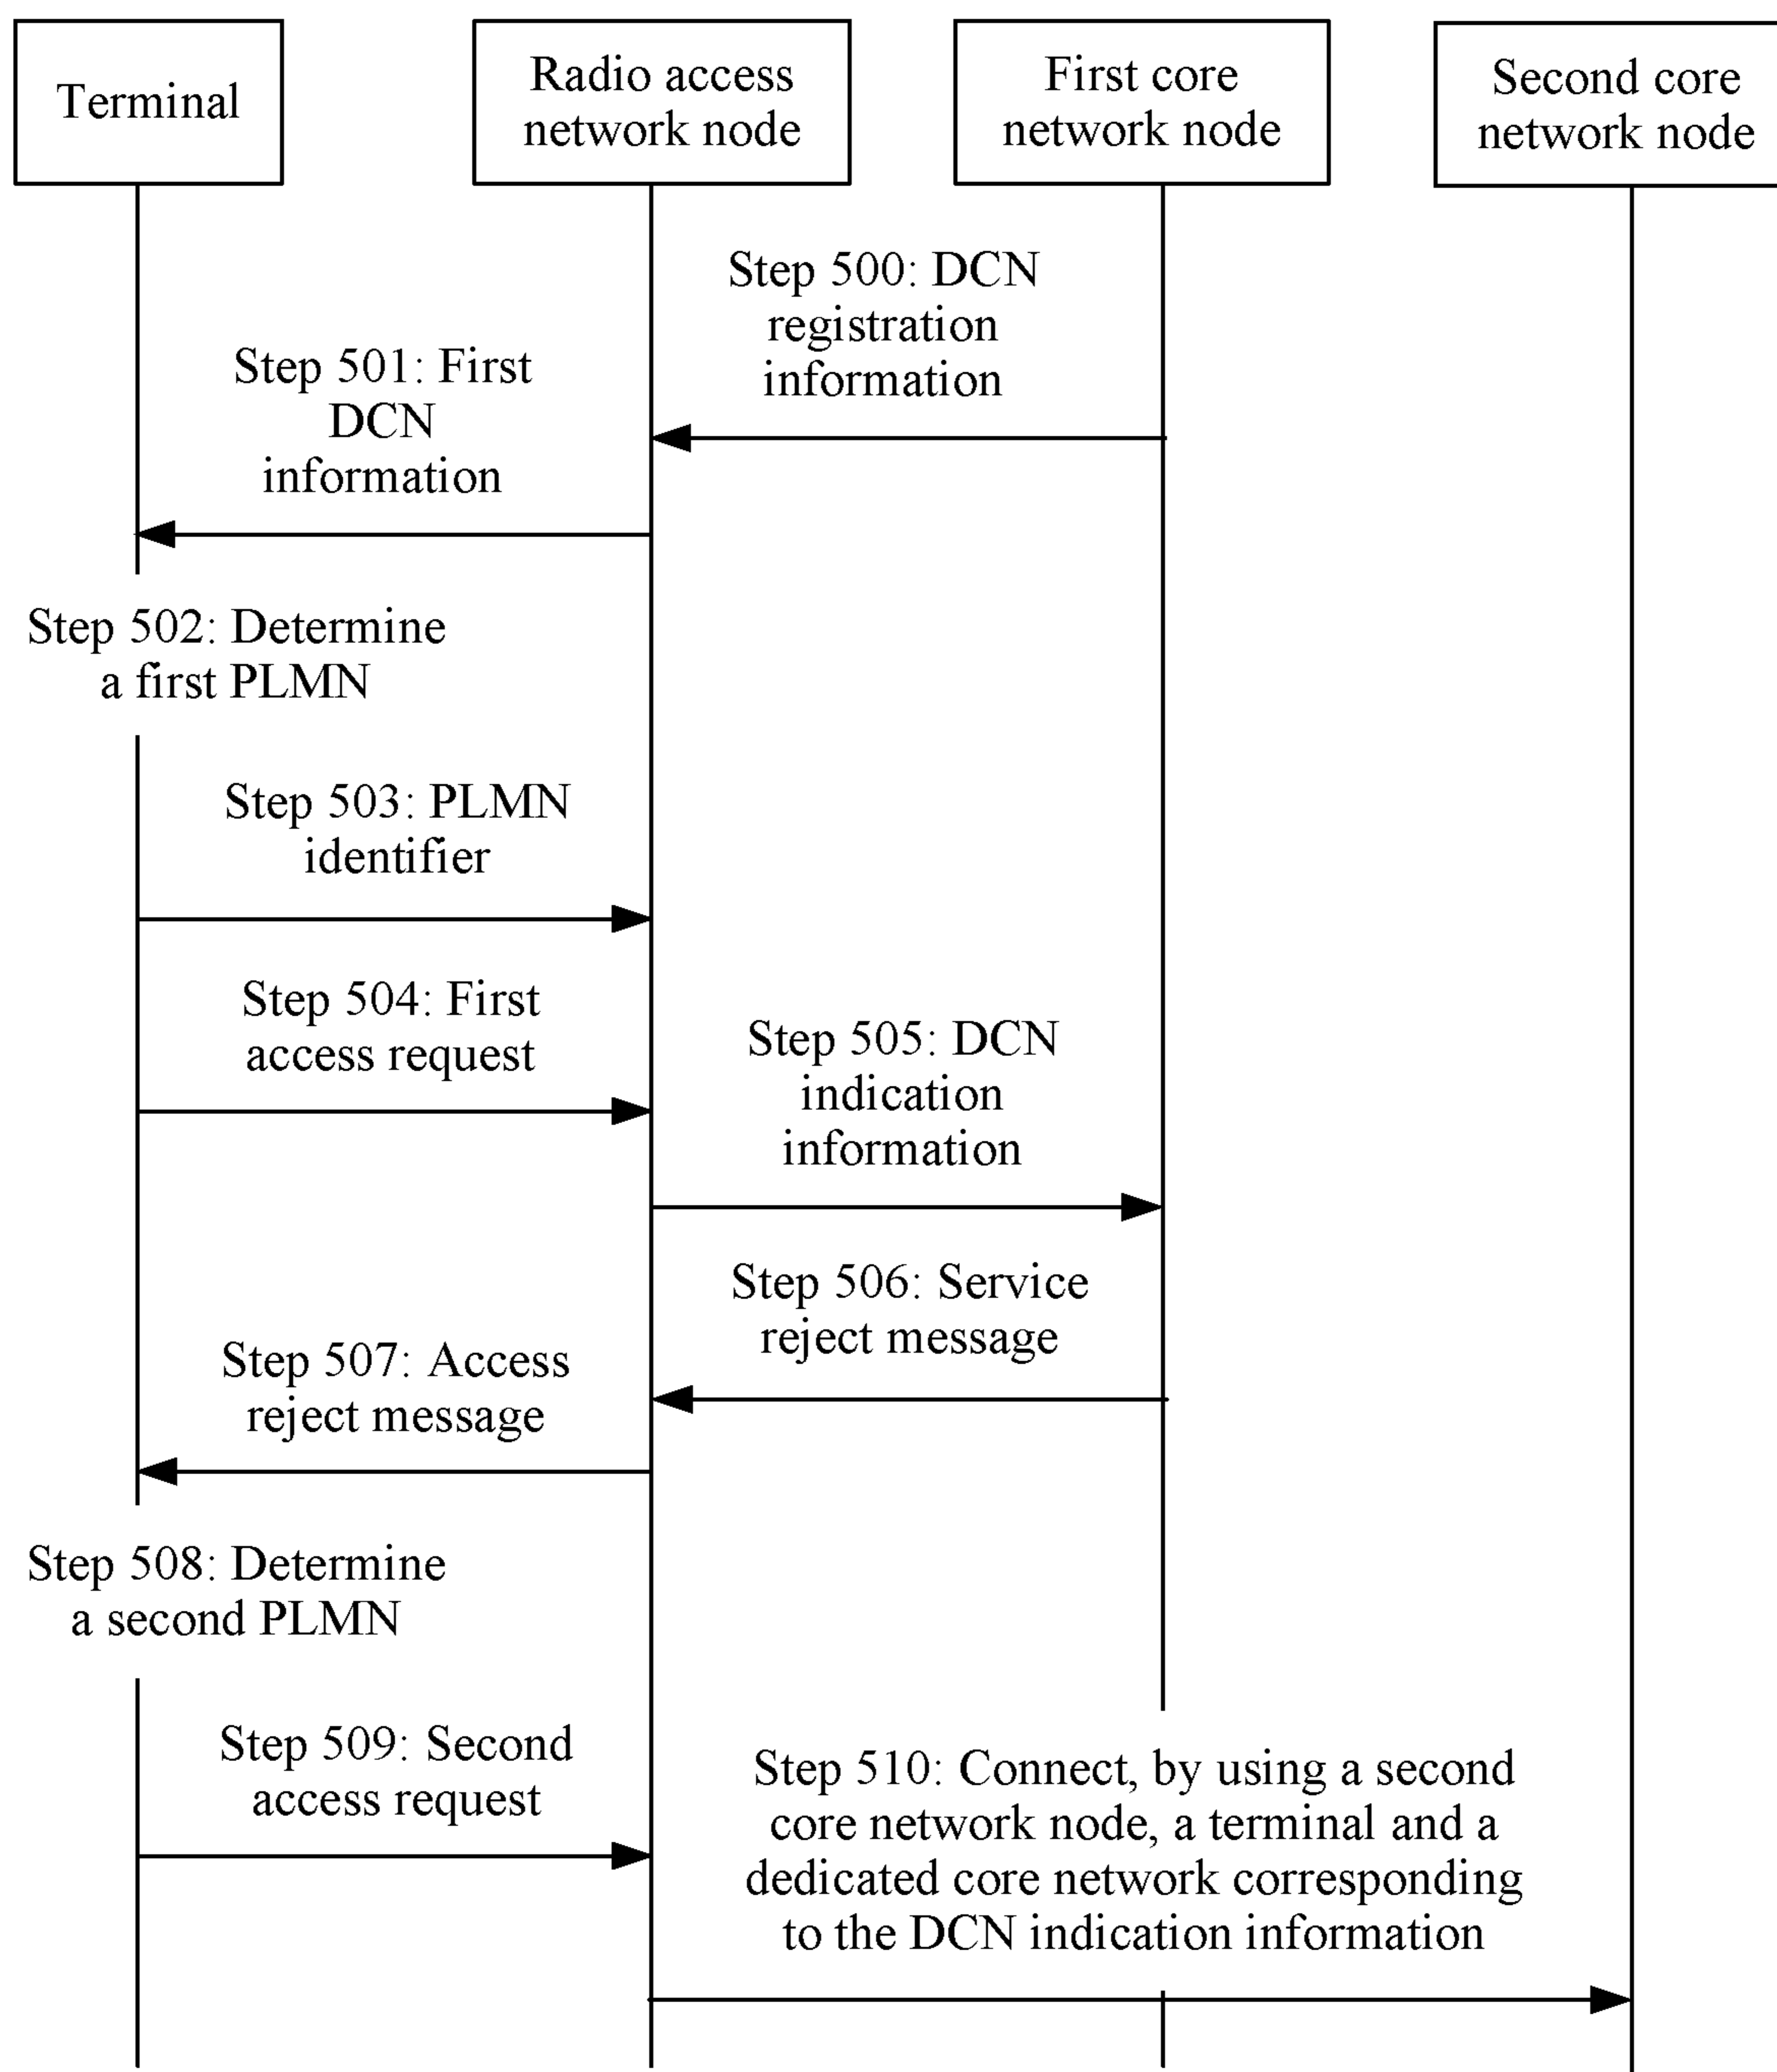 Terminal
Radio access
network node
First core
network node
Second core
network node
Step 500: DCN
registration
information
Step 501: First
DCN
information
Step 502: Determine
a first PLMN
Step 503: PLMN
identifier
Step 504: First
access request
Step 505: DCN
indication
information
Step 506: Service
reject message
Step 507: Access
reject message
Step 508: Determine
a second PLMN
Step 509: Second
access request
Step 510: Connect, by using a second
core network node, a terminal and a
dedicated core network corresponding
to the DCN indication information